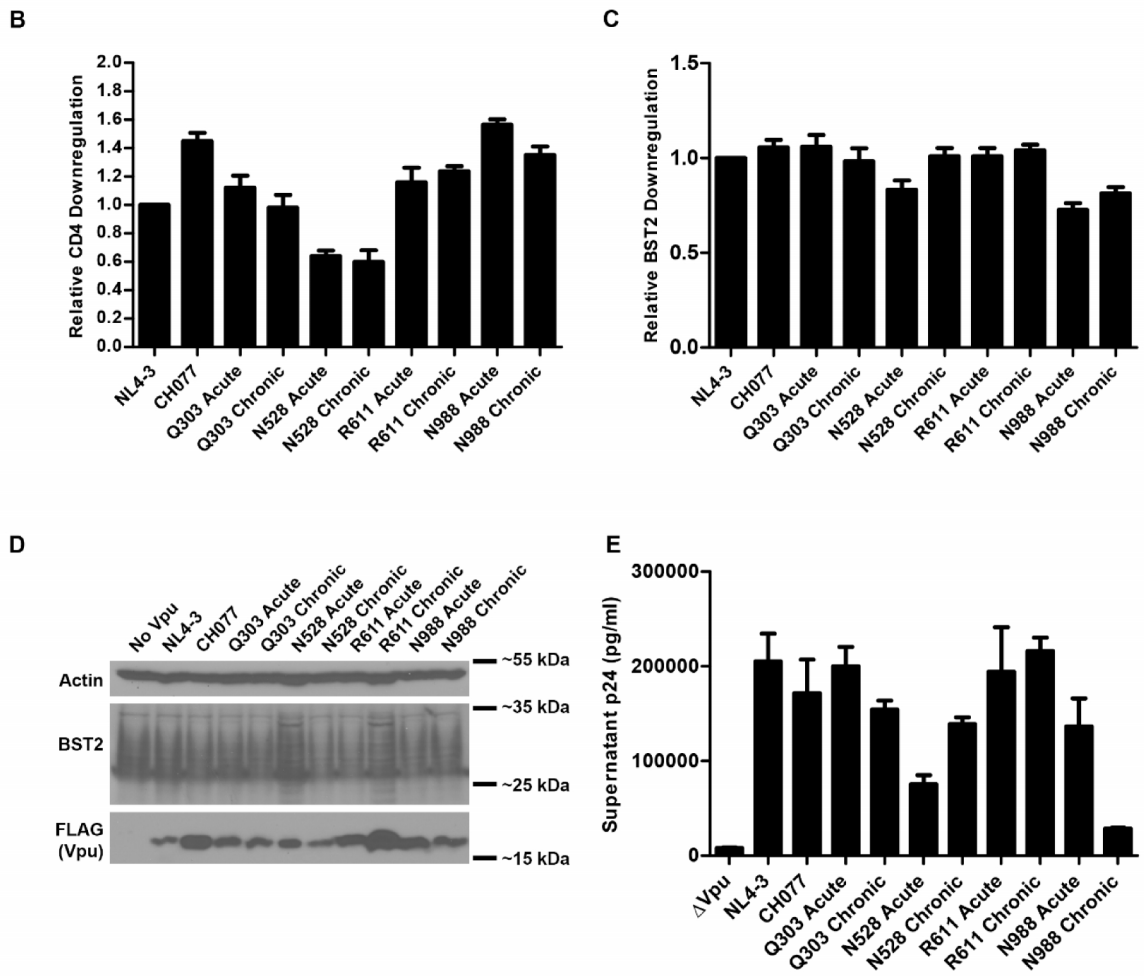 B
Relative CD4 Downregulation
2.0
1.8
1.6
1.4
1.2
1.0
0.8
0.6
0.4
0.2
0.0
NL4-3
CH077
Q303 Acute
Q303 Chronic
N528 Acute
N528 Chronic
R611 Acute
R611 Chronic
N988 Acute
N988 Chronic
C
Relative BST2 Downregulation
1.5
1.0
0.5
0.0
NL4-3
CH077
Q303 Acute
Q303 Chronic
N528 Acute
N528 Chronic
R611 Acute
R611 Chronic
N988 Acute
N988 Chronic
D
No Vpu
NL4-3
CH077
Q303 Acute
Q303 Chronic
N528 Acute
N528 Chronic
R611 Acute
R611 Chronic
N988 Acute
N988 Chronic
Actin
~55 kDa
~35 kDa
BST2
~25 kDa
FLAG
(Vpu)
~15 kDa
E
Supernatant p24 (pg/ml)
300000
200000
100000
0
ΔVpu
NL4-3
CH077
Q303 Acute
Q303 Chronic
N528 Acute
N528 Chronic
R611 Acute
R611 Chronic
N988 Acute
N988 Chronic